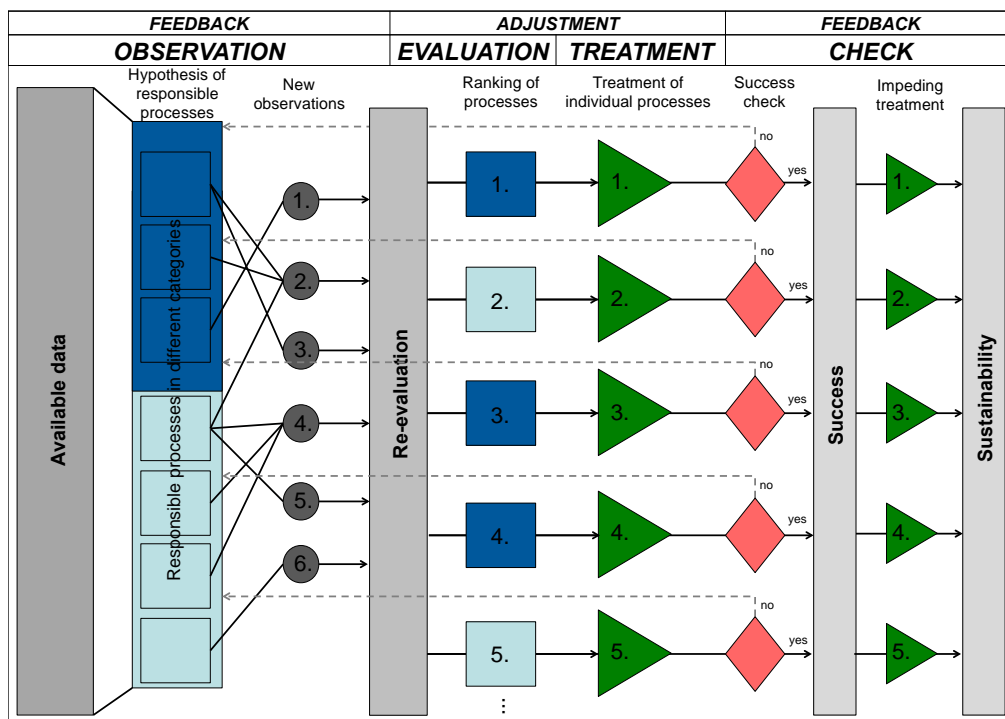 FEEDBACK
ADJUSTMENT
FEEDBACK
OBSERVATION
EVALUATION
TREATMENT
CHECK
Hypothesis of
responsible
processes
New
observations
Ranking of
processes
Treatment of
individual processes
Success
check
Impeding
treatment
Available data
Responsible processes in different categories
1.
2.
3.
4.
5.
6.
Re-evaluation
1.
1.
no
yes
1.
2.
2.
no
yes
2.
3.
3.
no
yes
3.
4.
4.
no
yes
4.
5.
5.
no
yes
5.
...
Success
Sustainability